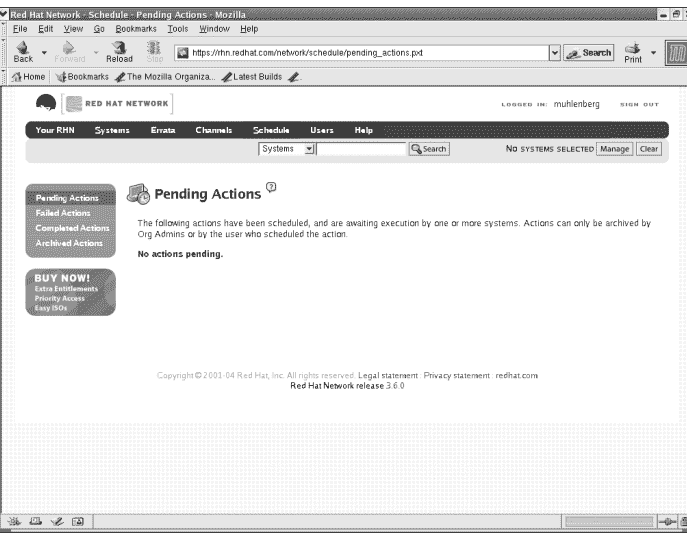 Red Hat Network - Schedule - Pending Actions - Mozilla
File Edit View Go Bookmarks Tools Window Help
Back Forward Reload Stop https://rhn.redhat.com/network/schedule/pending_actions.pxt Search Print
Home Bookmarks The Mozilla Organiza... Latest Builds
RED HAT NETWORK LOGGED IN: muhlenberg SIGN OUT
Your RHN Systems Errata Channels Schedule Users Help
Systems Search NO SYSTEMS SELECTED Manage Clear
Pending Actions
Failed Actions
Completed Actions
Archived Actions
BUY NOW!
Extra Entitlements
Priority Access
Easy ISOs
Pending Actions ?
The following actions have been scheduled, and are awaiting execution by one or more systems. Actions can only be archived by
Org Admins or by the user who scheduled the action.
No actions pending.
Copyright © 2001-04 Red Hat, Inc. All rights reserved. Legal statement : Privacy statement : redhat.com
Red Hat Network release 3.6.0